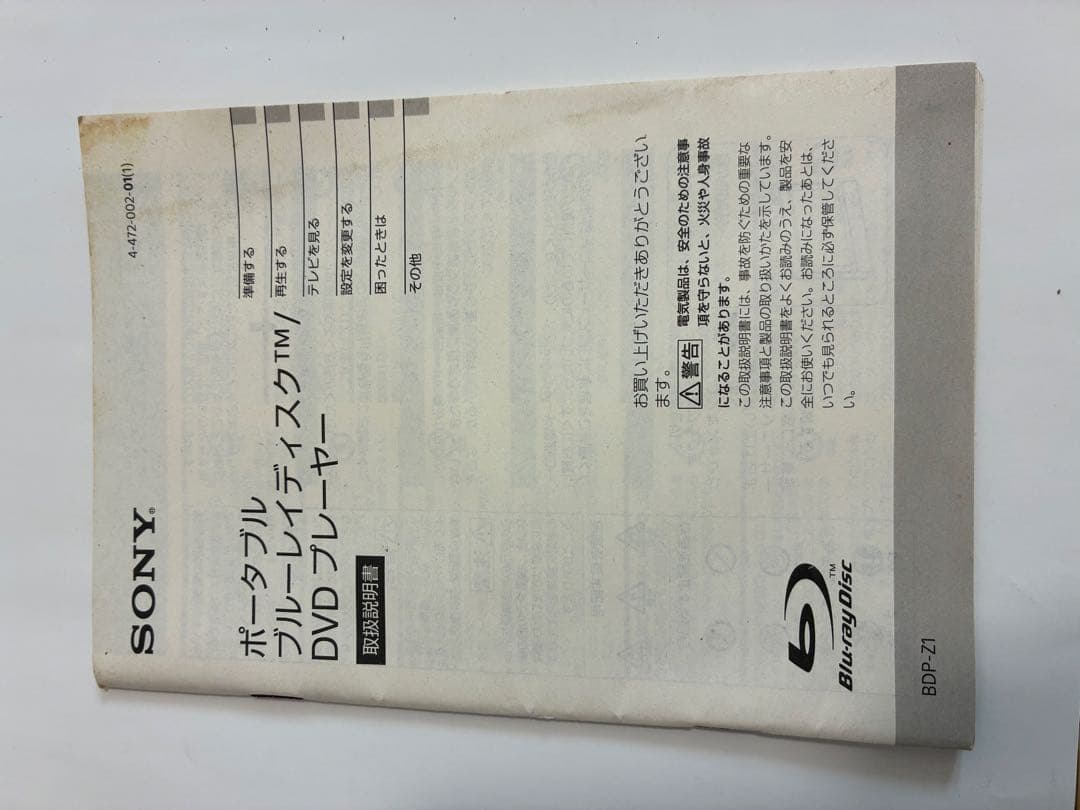 4-472-002-01(1)
SONY®
ポータブル
ブルーレイディスク™/
DVD プレーヤー
取扱説明書
準備する
再生する
テレビを見る
設定を変更する
困ったときは
その他
お買い上げいただきありがとうござい
ます。
警告 電気製品は、安全のための注意事
項を守らないと、火災や人身事故
になることがあります。
この取扱説明書には、事故を防ぐための重要な
注意事項と製品の取り扱いかたを示しています。
この取扱説明書をよくお読みのうえ、製品を安
全にお使いください。お読みになったあとは、
いつでも見られるところに必ず保管してくださ
い。
Blu-ray Disc™
BDP-Z1